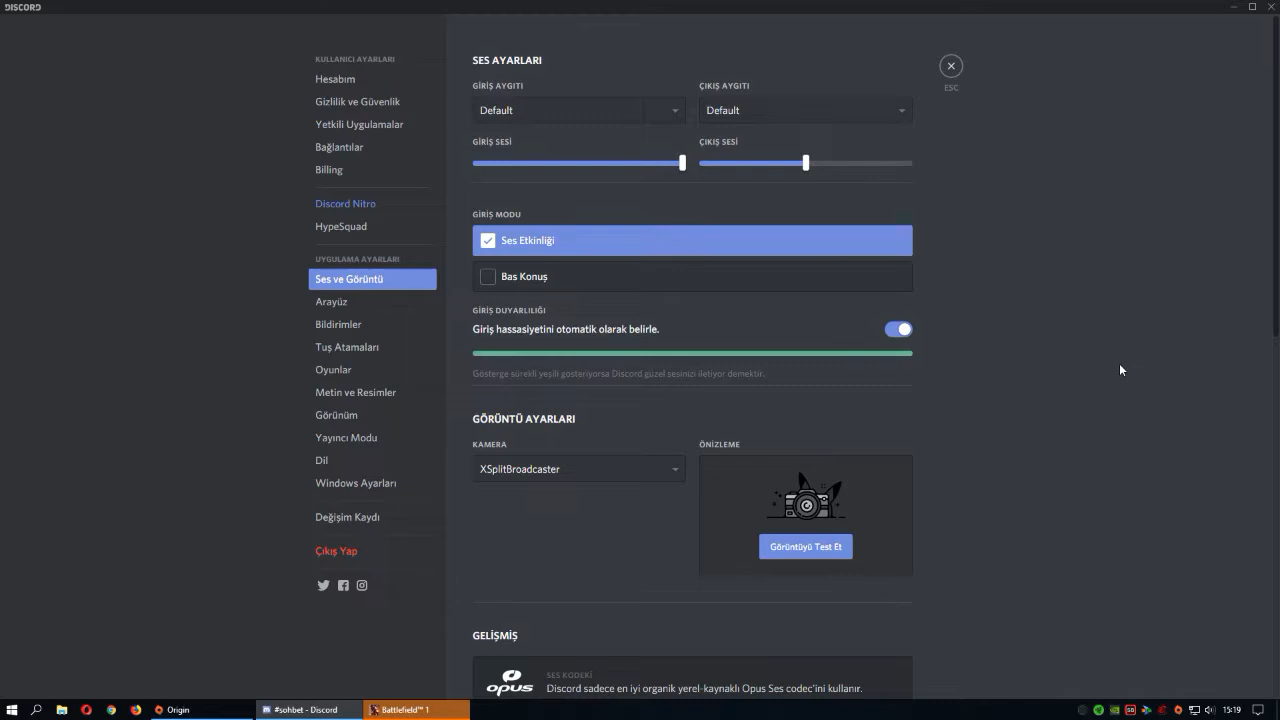 DISCORD
KULLANICI AYARLARI
Hesabım
Gizlilik ve Güvenlik
Yetkili Uygulamalar
Bağlantılar
Billing
Discord Nitro
HypeSquad
UYGULAMA AYARLARI
Ses ve Görüntü
Arayüz
Bildirimler
Tuş Atamaları
Oyunlar
Metin ve Resimler
Görünüm
Yayıncı Modu
Dil
Windows Ayarları
Değişim Kaydı
Çıkış Yap
SES AYARLARI
GİRİŞ AYGITI
ÇIKIŞ AYGITI
Default
Default
GİRİŞ SESİ
ÇIKIŞ SESİ
GİRİŞ MODU
Ses Etkinliği
Bas Konuş
GİRİŞ DUYARLILIĞI
Giriş hassasiyetini otomatik olarak belirle.
Gösterge sürekli yeşili gösteriyorsa Discord güzel sesinizi iletiyor demektir.
GÖRÜNTÜ AYARLARI
KAMERA
ÖNİZLEME
XSplitBroadcaster
Görüntüyü Test Et
GELİŞMİŞ
opus
SES KODEKİ
Discord sadece en iyi organik yerel-kaynaklı Opus Ses codec'ini kullanır.
ESC
Origin
#sohbet - Discord
Battlefield™ 1
15:19